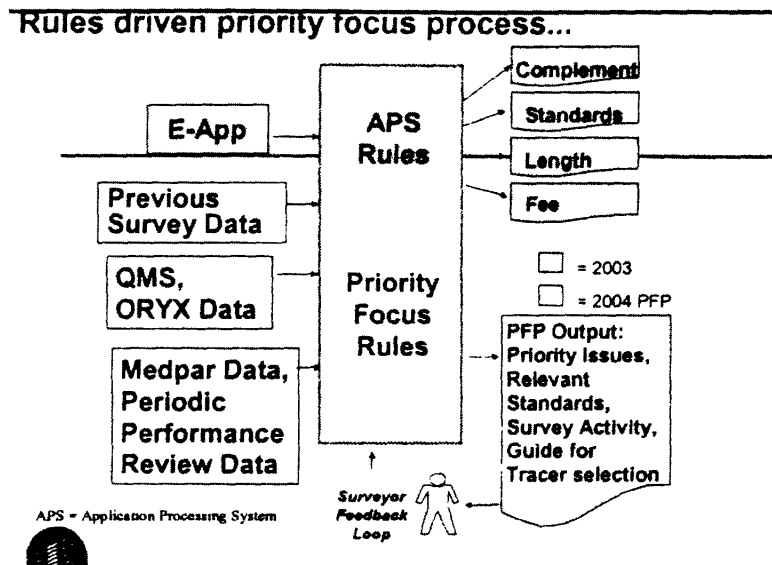 Rules driven priority focus process...
E-App
Previous
Survey Data
QMS,
ORYX Data
Medpar Data,
Periodic
Performance
Review Data
APS
Rules
Priority
Focus
Rules
Complement
Standards
Length
Fee
= 2003
= 2004 PFP
PFP Output:
Priority Issues,
Relevant
Standards,
Survey Activity,
Guide for
Tracer selection
Surveyor
Feedback
Loop
APS = Application Processing System